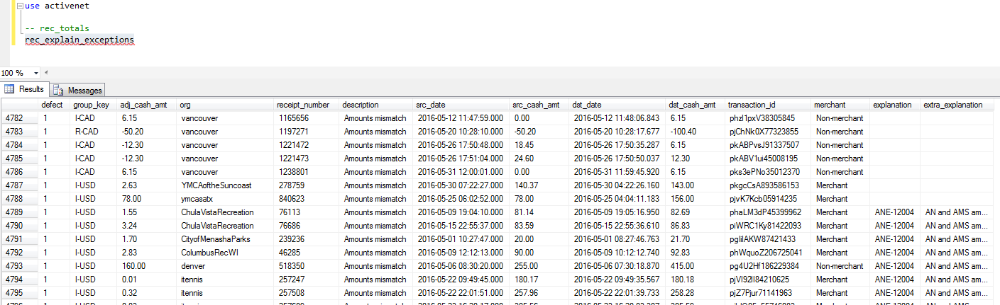 use activenet
-- rec_totals
rec_explain_exceptions
100 %
Results Messages
defect group_key adj_cash_amt org receipt_number description src_date src_cash_amt dst_date dst_cash_amt transaction_id merchant explanation extra_explanation
4782 1 I-CAD 6.15 vancouver 1165656 Amounts mismatch 2016-05-12 11:47:59.000 0.00 2016-05-12 11:48:06.843 6.15 phzl1pxV38305845 Non-merchant
4783 1 R-CAD -50.20 vancouver 1197271 Amounts mismatch 2016-05-20 10:28:10.000 -50.20 2016-05-20 10:28:17.677 -100.40 pjChNk0X77323855 Non-merchant
4784 1 I-CAD -12.30 vancouver 1221472 Amounts mismatch 2016-05-26 17:50:48.000 18.45 2016-05-26 17:50:35.287 6.15 pkABPvsJ91337507 Non-merchant
4785 1 I-CAD -12.30 vancouver 1221473 Amounts mismatch 2016-05-26 17:51:04.000 24.60 2016-05-26 17:50:50.037 12.30 pkABV1ui45008195 Non-merchant
4786 1 I-CAD 6.15 vancouver 1238801 Amounts mismatch 2016-05-31 12:00:01.000 0.00 2016-05-31 11:59:45.920 6.15 pks3ePNo35012370 Non-merchant
4787 1 I-USD 2.63 YMCAoftheSuncoast 278759 Amounts mismatch 2016-05-30 07:22:27.000 140.37 2016-05-30 04:22:26.160 143.00 pkgcCsA893586153 Merchant
4788 1 I-USD 78.00 ymcasatx 840623 Amounts mismatch 2016-05-25 06:02:52.000 78.00 2016-05-25 04:04:11.183 156.00 pjvK7Kcb05914235 Merchant
4789 1 I-USD 1.55 ChulaVistaRecreation 76113 Amounts mismatch 2016-05-09 19:04:10.000 81.14 2016-05-09 19:05:16.950 82.69 phaLM3dP45399962 Merchant ANE-12004 AN and AMS am...
4790 1 I-USD 3.24 ChulaVistaRecreation 76686 Amounts mismatch 2016-05-15 22:55:37.000 83.59 2016-05-15 22:55:36.610 86.83 piWRC1Ky81422093 Merchant ANE-12004 AN and AMS am...
4791 1 I-USD 1.70 CityofMenashaParks 239236 Amounts mismatch 2016-05-01 10:27:47.000 20.00 2016-05-01 08:27:46.763 21.70 pgIilAKW87421433 Merchant ANE-12004 AN and AMS am...
4792 1 I-USD 2.83 ColumbusRecWI 46285 Amounts mismatch 2016-05-09 12:12:13.000 90.00 2016-05-09 10:12:12.740 92.83 phWquoZ206725041 Merchant ANE-12004 AN and AMS am...
4793 1 I-USD 160.00 denver 518350 Amounts mismatch 2016-05-06 08:30:20.000 255.00 2016-05-06 07:30:18.870 415.00 pg4U2Hf186229384 Non-merchant ANE-12004 AN and AMS am...
4794 1 I-USD 0.01 itennis 257247 Amounts mismatch 2016-05-22 09:49:45.000 180.17 2016-05-22 09:49:35.567 180.18 pjVI92Il84210625 Merchant ANE-12004 AN and AMS am...
4795 1 I-USD 0.32 itennis 257508 Amounts mismatch 2016-05-22 22:01:51.000 257.96 2016-05-22 22:01:39.733 258.28 pjZ7Pjur71141963 Merchant ANE-12004 AN and AMS am...